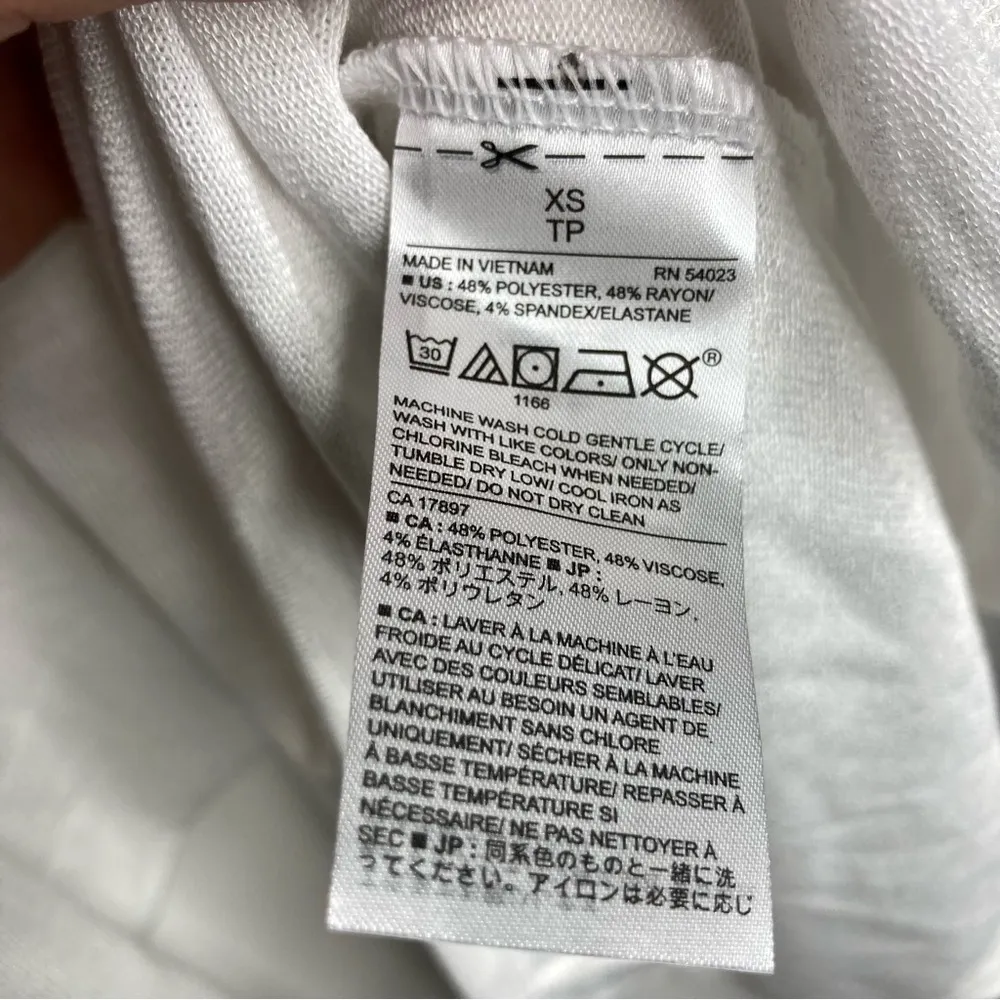 XS
TP
MADE IN VIETNAM RN 54023
■ US : 48% POLYESTER, 48% RAYON/
VISCOSE, 4% SPANDEX/ELASTANE
30 ®
1166
MACHINE WASH COLD GENTLE CYCLE/
WASH WITH LIKE COLORS/ ONLY NON-
CHLORINE BLEACH WHEN NEEDED/
TUMBLE DRY LOW/ COOL IRON AS
NEEDED/ DO NOT DRY CLEAN
CA 17897
■ CA : 48% POLYESTER, 48% VISCOSE,
4% ÉLASTHANNE ■ JP :
48% ポリエステル, 48% レーヨン,
4% ポリウレタン
■ CA : LAVER À LA MACHINE À L'EAU
FROIDE AU CYCLE DÉLICAT/ LAVER
AVEC DES COULEURS SEMBLABLES/
UTILISER AU BESOIN UN AGENT DE
BLANCHIMENT SANS CHLORE
UNIQUEMENT/ SÉCHER À LA MACHINE
À BASSE TEMPÉRATURE/ REPASSER À
BASSE TEMPÉRATURE SI
NÉCESSAIRE/ NE PAS NETTOYER À
SEC ■ JP : 同系色のものと一緒に洗
ってください。アイロンは必要に応じ